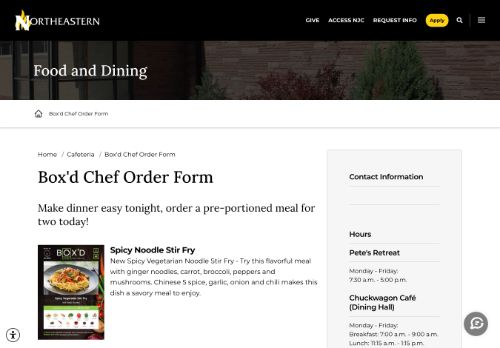 NORTHEASTERN
GIVE ACCESS NJC REQUEST INFO Apply
Food and Dining
Box'd Chef Order Form
Home / Cafeteria / Box'd Chef Order Form
Box'd Chef Order Form
Make dinner easy tonight, order a pre-portioned meal for
two today!
BOX'D
Spicy Noodle Stir Fry
New Spicy Vegetarian Noodle Stir Fry - Try this flavorful meal
with ginger noodles, carrot, broccoli, peppers and
mushrooms. Chinese 5 spice, garlic, onion and chili makes this
dish a savory meal to enjoy.
Contact Information
Hours
Pete's Retreat
Monday - Friday:
7:30 a.m. - 5:00 p.m.
Chuckwagon Café
(Dining Hall)
Monday - Friday:
Breakfast: 7:00 a.m. - 9:00 a.m.
Lunch: 11:15 a.m. - 1:15 p.m.